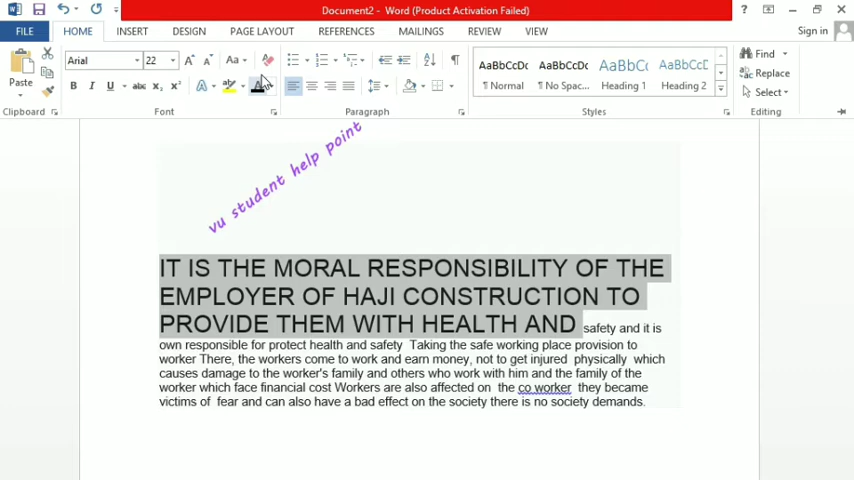 Document2 - Word (Product Activation Failed)
FILE HOME INSERT DESIGN PAGE LAYOUT REFERENCES MAILINGS REVIEW VIEW Sign in
Paste
Arial 22 Aa
B I U abc x₂ x² A
AaBbCcDc AaBbCcDc AaBbCc AaBbCcD
¶ Normal ¶ No Spac... Heading 1 Heading 2
Find
Replace
Select
Clipboard Font Paragraph Styles Editing
vu student help point
IT IS THE MORAL RESPONSIBILITY OF THE
EMPLOYER OF HAJI CONSTRUCTION TO
PROVIDE THEM WITH HEALTH AND safety and it is
own responsible for protect health and safety Taking the safe working place provision to
worker There, the workers come to work and earn money, not to get injured physically which
causes damage to the worker's family and others who work with him and the family of the
worker which face financial cost Workers are also affected on the co worker they became
victims of fear and can also have a bad effect on the society there is no society demands.